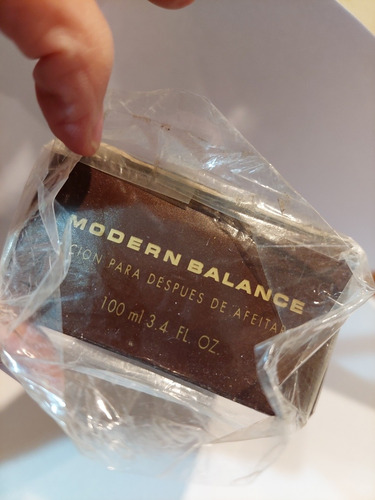 MODERN BALANCE
CION PARA DESPUES DE AFEITAR
100 ml 3.4. FL. OZ.